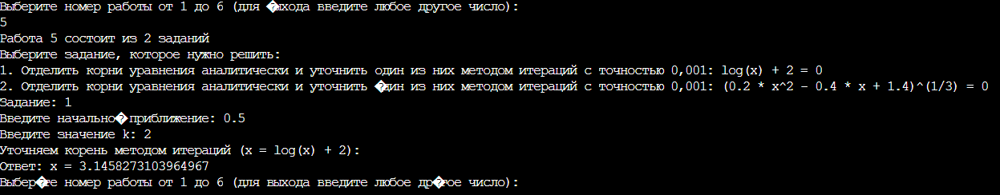 Выберите номер работы от 1 до 6 (для �ыхода введите любое другое число):
5
Работа 5 состоит из 2 заданий
Выберите задание, которое нужно решить:
1. Отделить корни уравнения аналитически и уточнить один из них методом итераций с точностью 0,001: log(x) + 2 = 0
2. Отделить корни уравнения аналитически и уточнить �дин из них методом итераций с точностью 0,001: (0.2 * x^2 - 0.4 * x + 1.4)^(1/3) = 0
Задание: 1
Введите начально�приближение: 0.5
Введите значение k: 2
Уточняем корень методом итераций (x = log(x) + 2):
Ответ: x = 3.1458273103964967
Выбер�те номер работы от 1 до 6 (для выхода введите любое др�гое число):